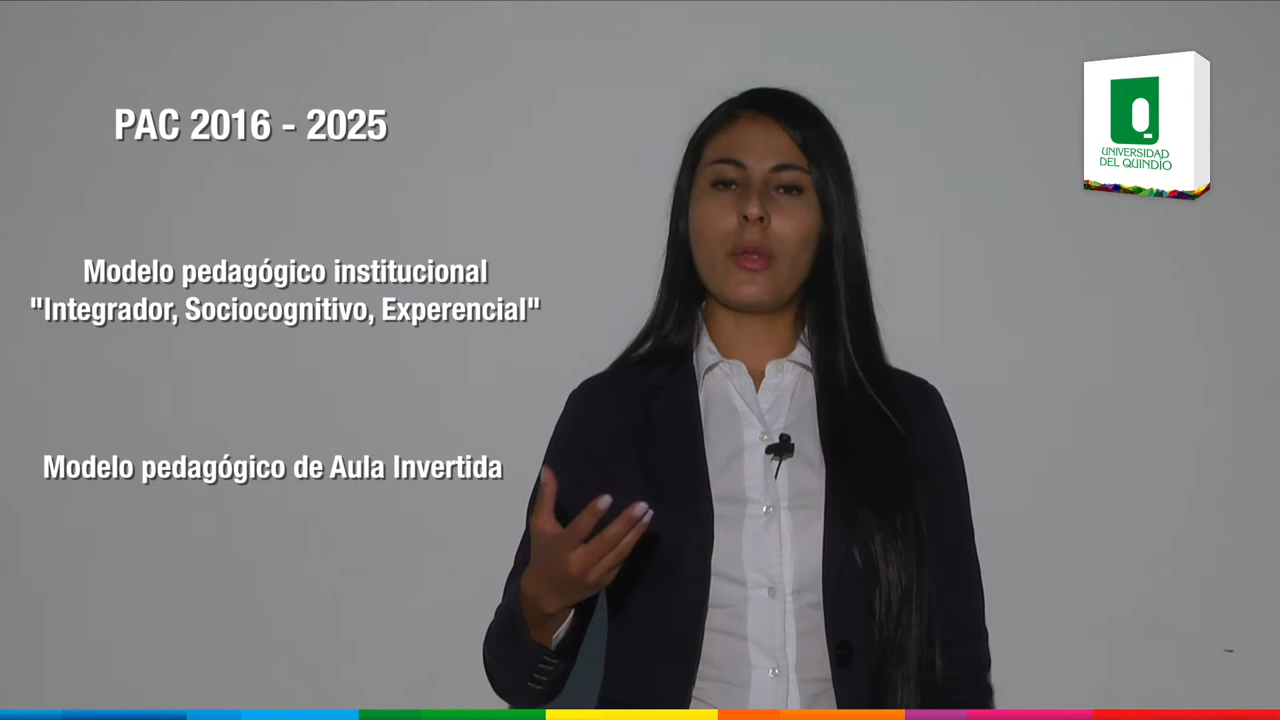 PAC 2016 - 2025
Modelo pedagógico institucional
"Integrador, Sociocognitivo, Experencial"
Modelo pedagógico de Aula Invertida
UNIVERSIDAD
DEL QUINDIO